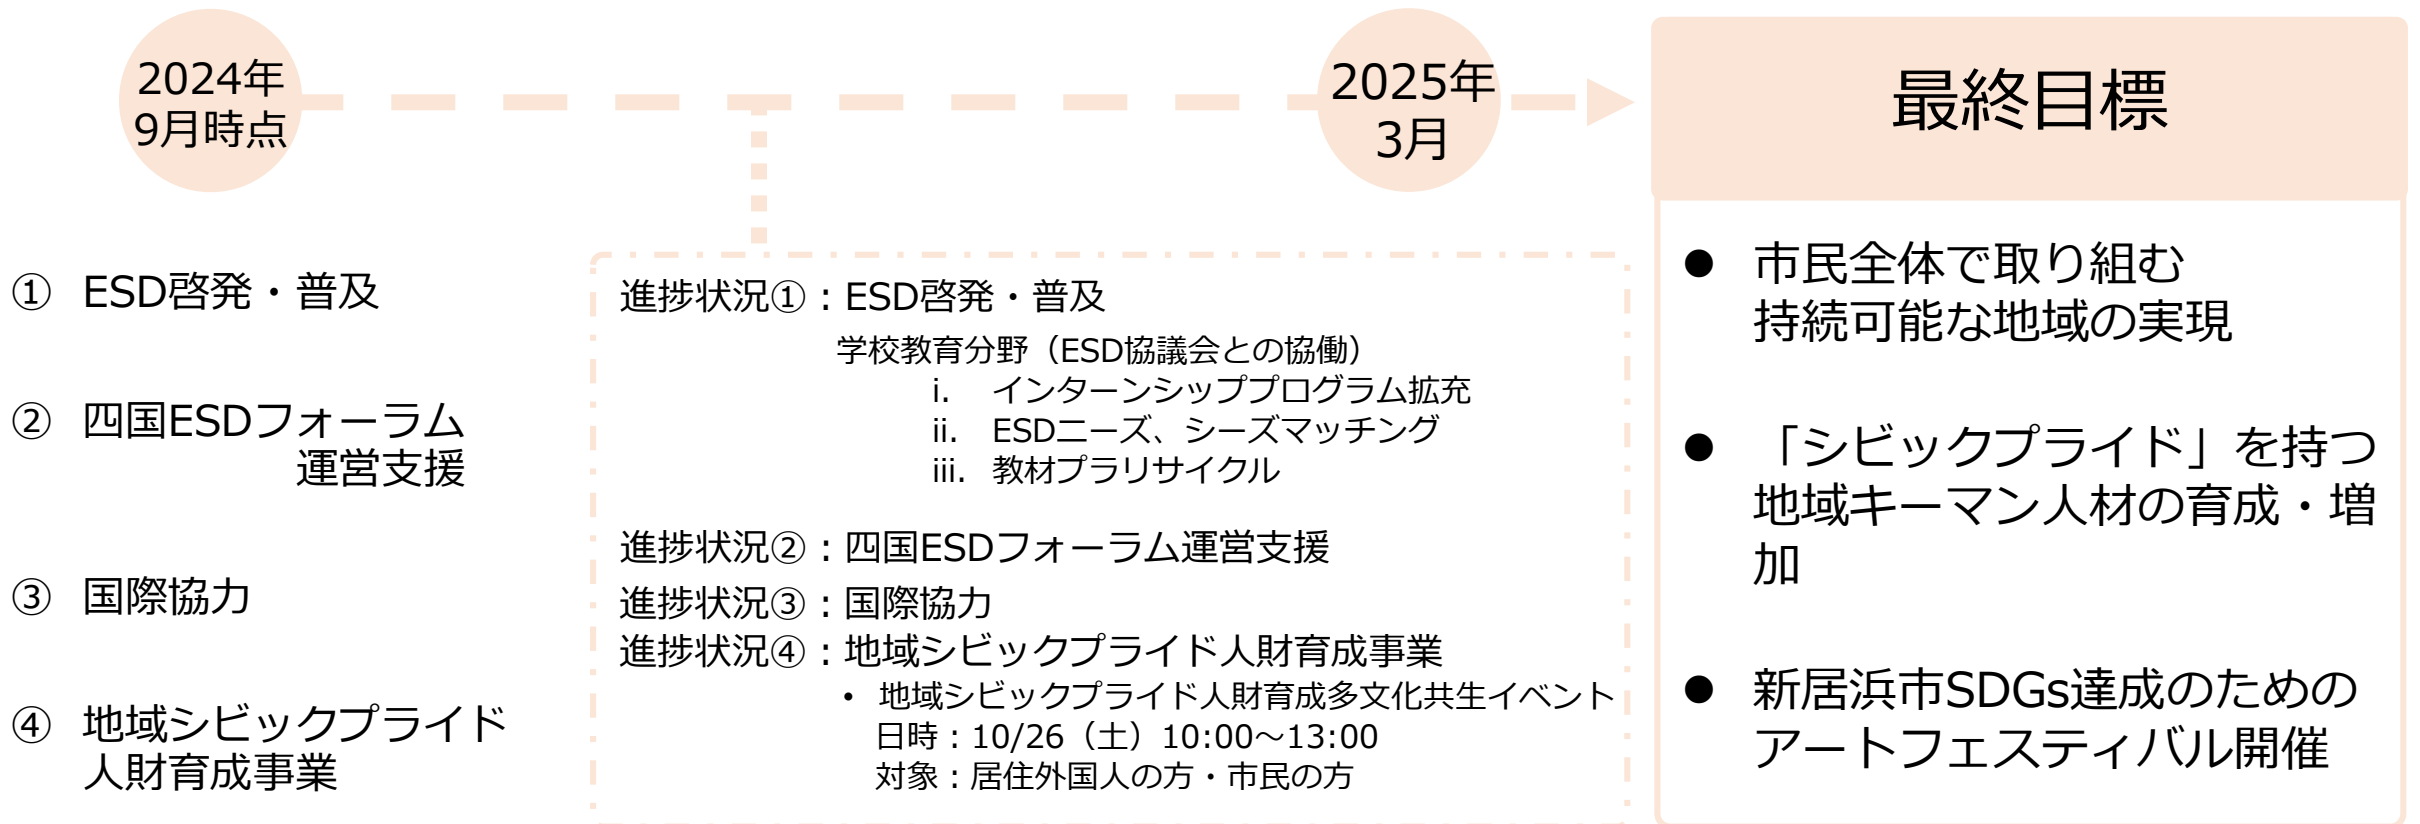 2024年
9月時点
2025年
3月
最終目標
① ESD啓発・普及
② 四国ESDフォーラム
運営支援
③ 国際協力
④ 地域シビックプライド
人財育成事業
進捗状況①：ESD啓発・普及
学校教育分野（ESD協議会との協働）
i. インターンシッププログラム拡充
ii. ESDニーズ、シーズマッチング
iii. 教材プラリサイクル
進捗状況②：四国ESDフォーラム運営支援
進捗状況③：国際協力
進捗状況④：地域シビックプライド人財育成事業
• 地域シビックプライド人財育成多文化共生イベント
日時：10/26（土）10:00～13:00
対象：居住外国人の方・市民の方
● 市民全体で取り組む
持続可能な地域の実現
● 「シビックプライド」を持つ
地域キーマン人材の育成・増
加
● 新居浜市SDGs達成のための
アートフェスティバル開催